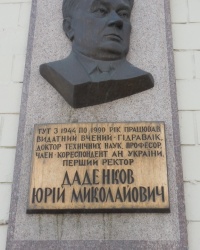 ТУТ З 1944 ПО 1990 РІК ПРАЦЮВАВ
ВИДАТНИЙ ВЧЕНИЙ-ГІДРАВЛІК,
ДОКТОР ТЕХНІЧНИХ НАУК, ПРОФЕСОР,
ЧЛЕН-КОРЕСПОНДЕНТ АН УКРАЇНИ,
ПЕРШИЙ РЕКТОР
ДАДЕНКОВ
ЮРІЙ МИКОЛАЙОВИЧ